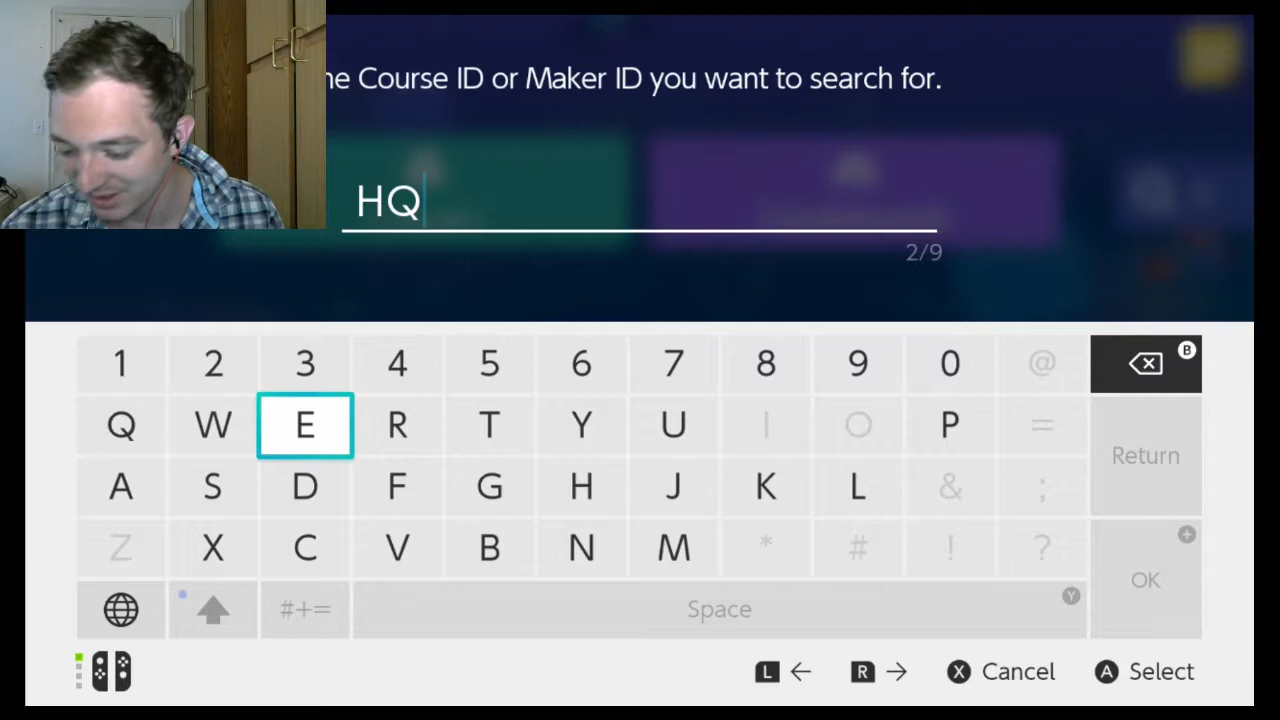 he Course ID or Maker ID you want to search for.
HQ
2/9
1 2 3 4 5 6 7 8 9 0 @
B
Q W E R T Y U I O P =
Return
A S D F G H J K L & ;
Z X C V B N M * # ! ?
+
OK
#+= Space Y
L ← R → X Cancel A Select